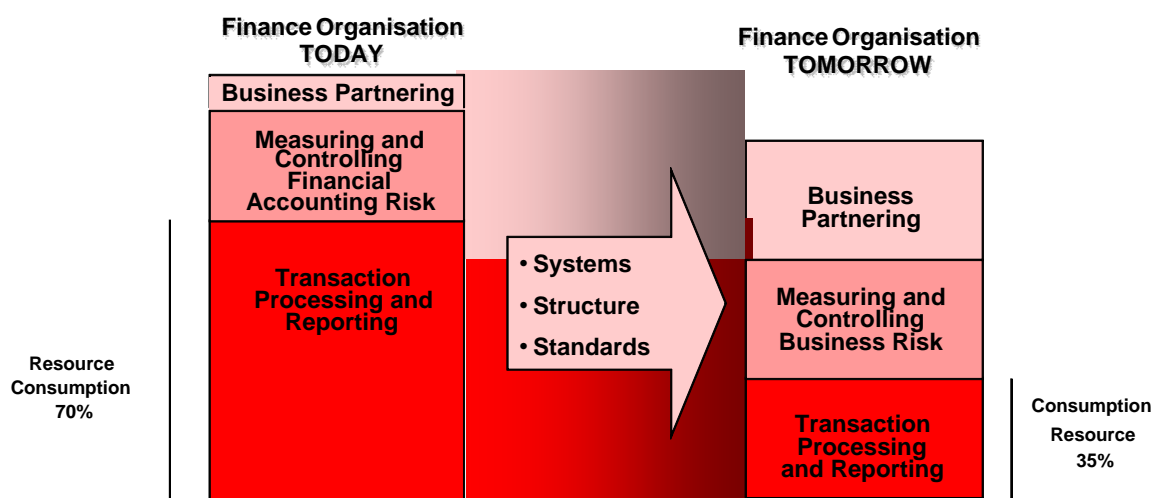 Finance Organisation
TODAY
Business Partnering
Measuring and
Controlling
Financial
Accounting Risk
Transaction
Processing and
Reporting
Resource
Consumption
70%
• Systems
• Structure
• Standards
Finance Organisation
TOMORROW
Business
Partnering
Measuring and
Controlling
Business Risk
Transaction
Processing
and Reporting
Consumption
Resource
35%